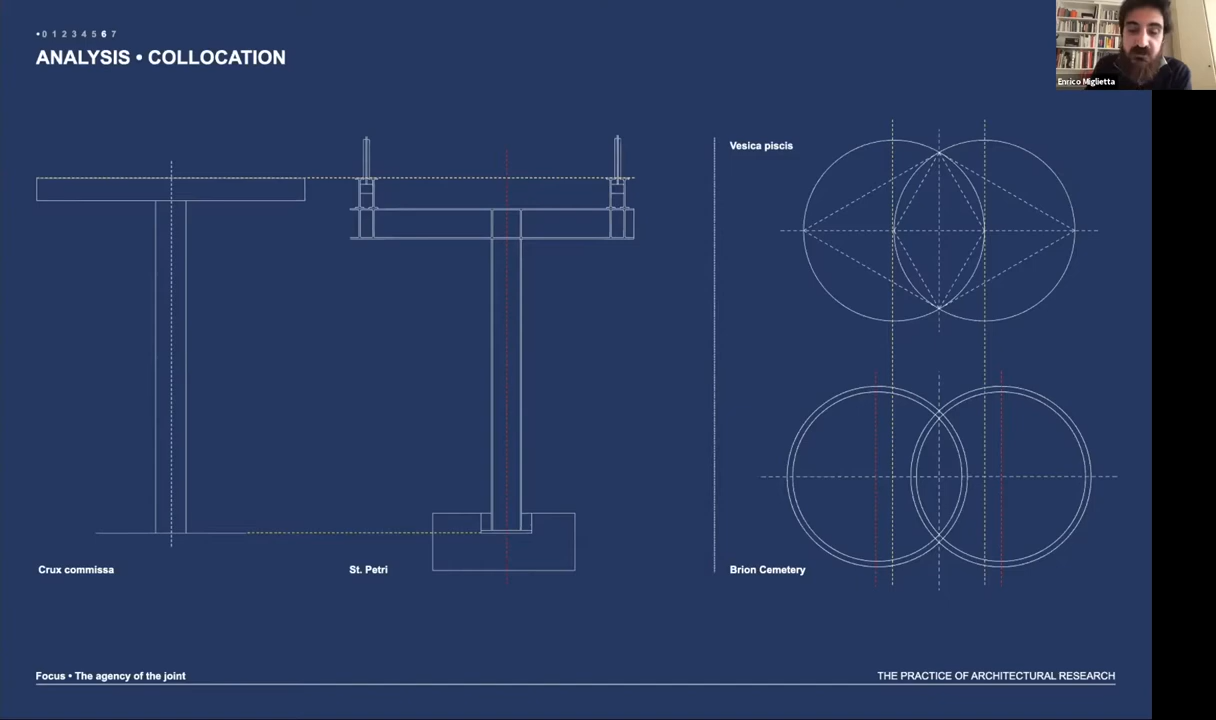 •0 1 2 3 4 5 6 7
ANALYSIS • COLLOCATION
Enrico Miglietta
Vesica piscis
Crux commissa
St. Petri
Brion Cemetery
Focus • The agency of the joint
THE PRACTICE OF ARCHITECTURAL RESEARCH